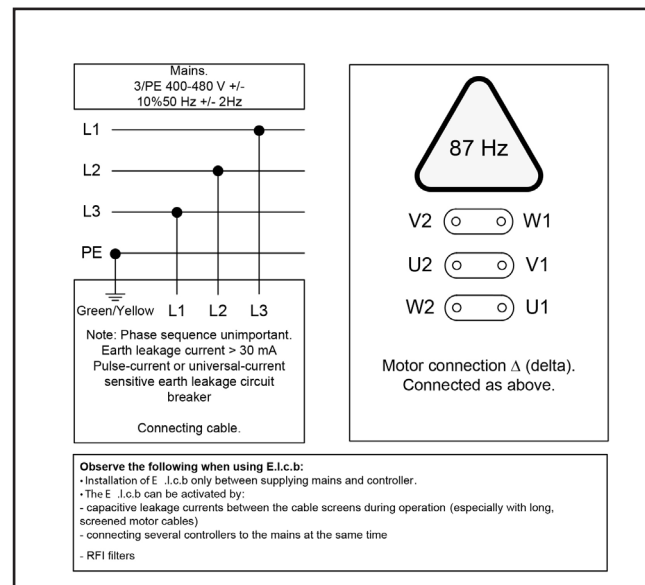 Mains.
3/PE 400-480 V +/-
10%50 Hz +/- 2Hz
L1
L2
L3
PE
Green/Yellow L1 L2 L3
Note: Phase sequence unimportant.
Earth leakage current > 30 mA
Pulse-current or universal-current
sensitive earth leakage circuit
breaker
Connecting cable.
87 Hz
V2 W1
U2 V1
W2 U1
Motor connection Δ (delta).
Connected as above.
Observe the following when using E.l.c.b:
• Installation of E .l.c.b only between supplying mains and controller.
• The E .l.c.b can be activated by:
- capacitive leakage currents between the cable screens during operation (especially with long,
screened motor cables)
- connecting several controllers to the mains at the same time
- RFI filters